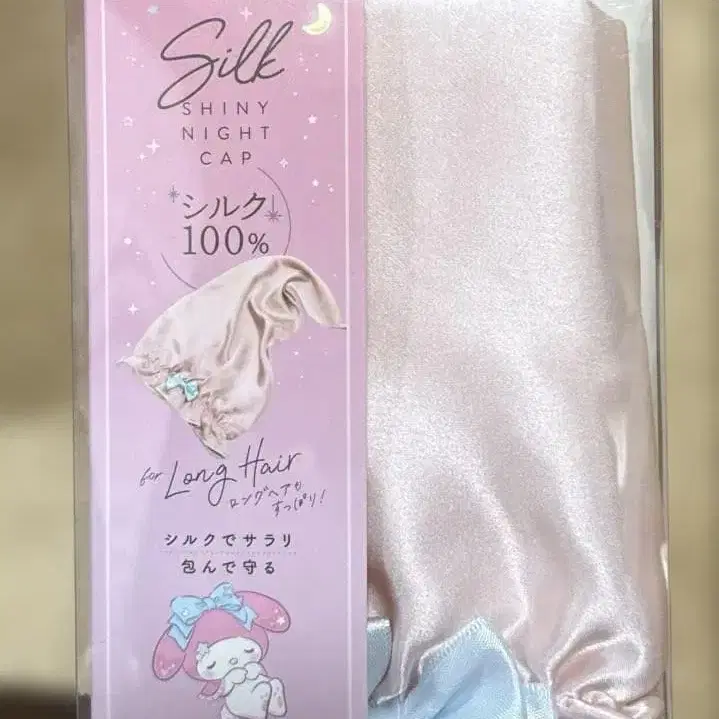 Silk
SHINY
NIGHT
CAP
シルク
100%
for Long Hair
ロングヘアも
すっぽり!
シルクでサラリ
包んで守る